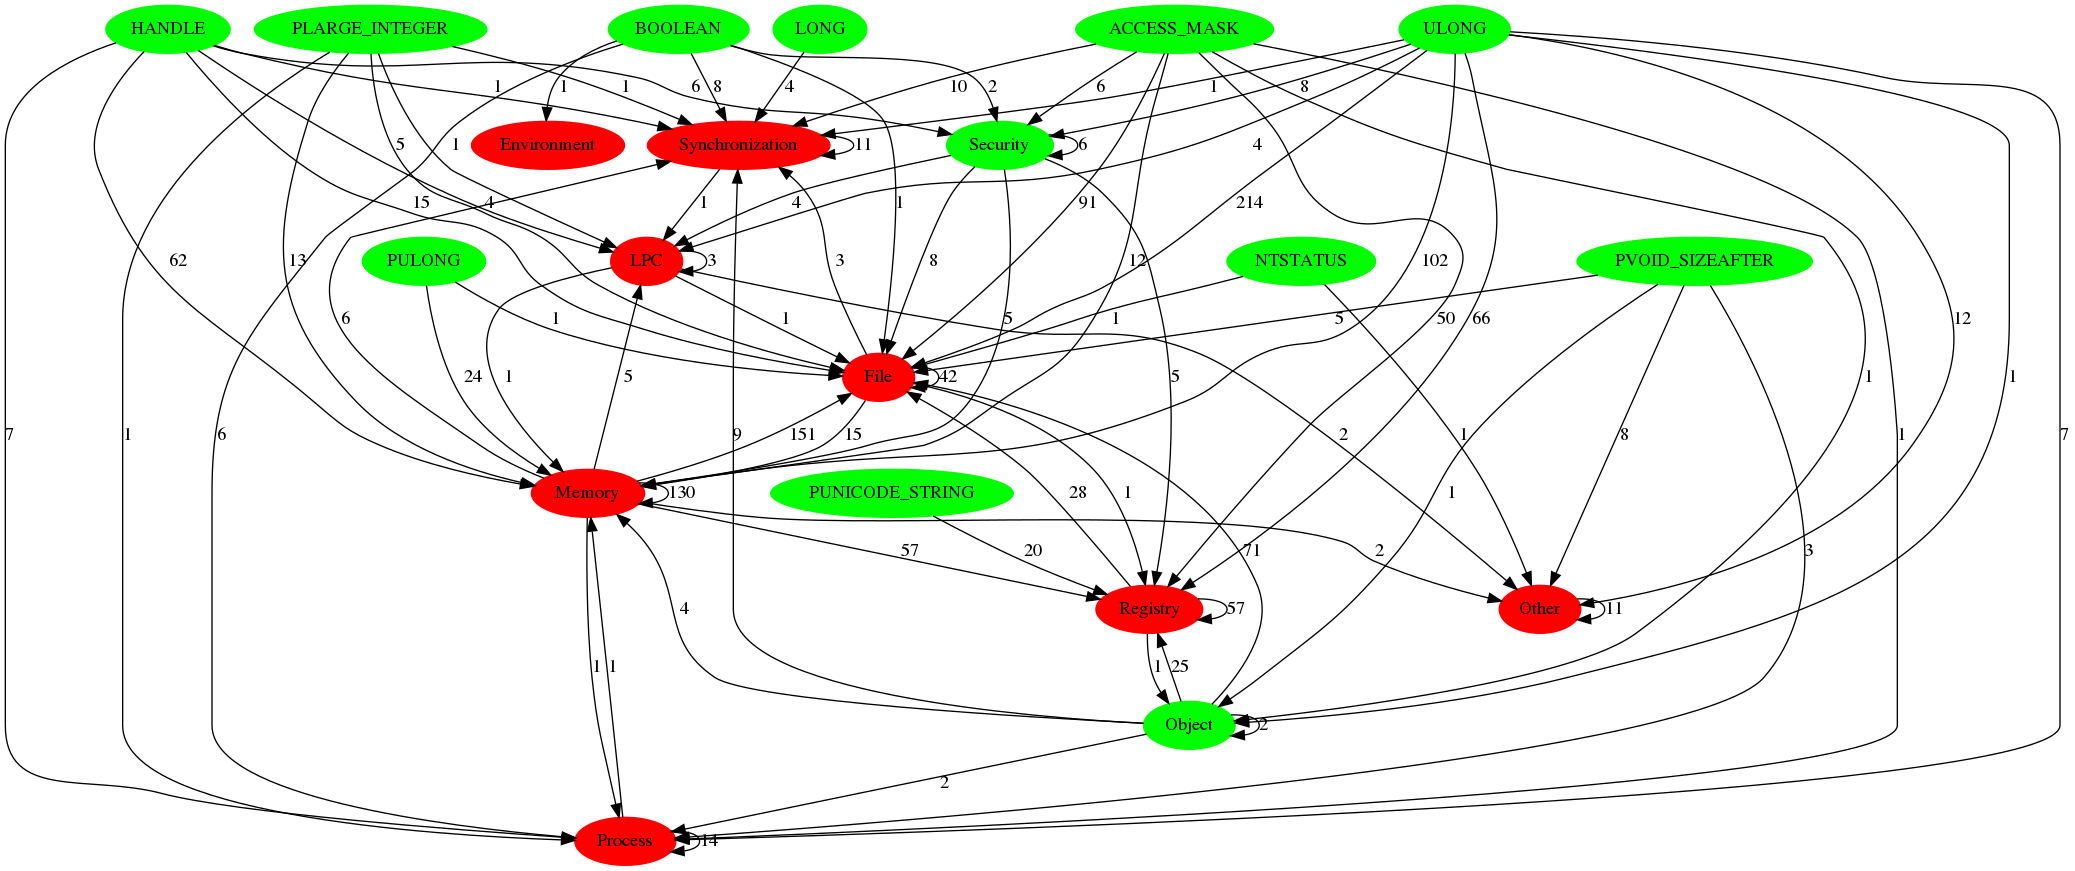 HANDLE PLARGE_INTEGER BOOLEAN LONG ACCESS_MASK ULONG
1 1 1 8 4 6 10 2 6 1 8
Environment Synchronization 11 Security 6
5 1 4 15 4 1 4 1 91 4 214
62 13 PULONG LPC 3 3 8 12 102 NTSTATUS PVOID_SIZEAFTER
6 1 1 5 1 5 50 66 12
24 1 5 File 42 5 1 1
7 1 6 9 151 15 28 1 2 1 8 1 1 7
Memory 130 PUNICODE_STRING
57 20 71 2 3
4 Registry 57 Other 11
1 1 1 25
Object 2
2
Process 14